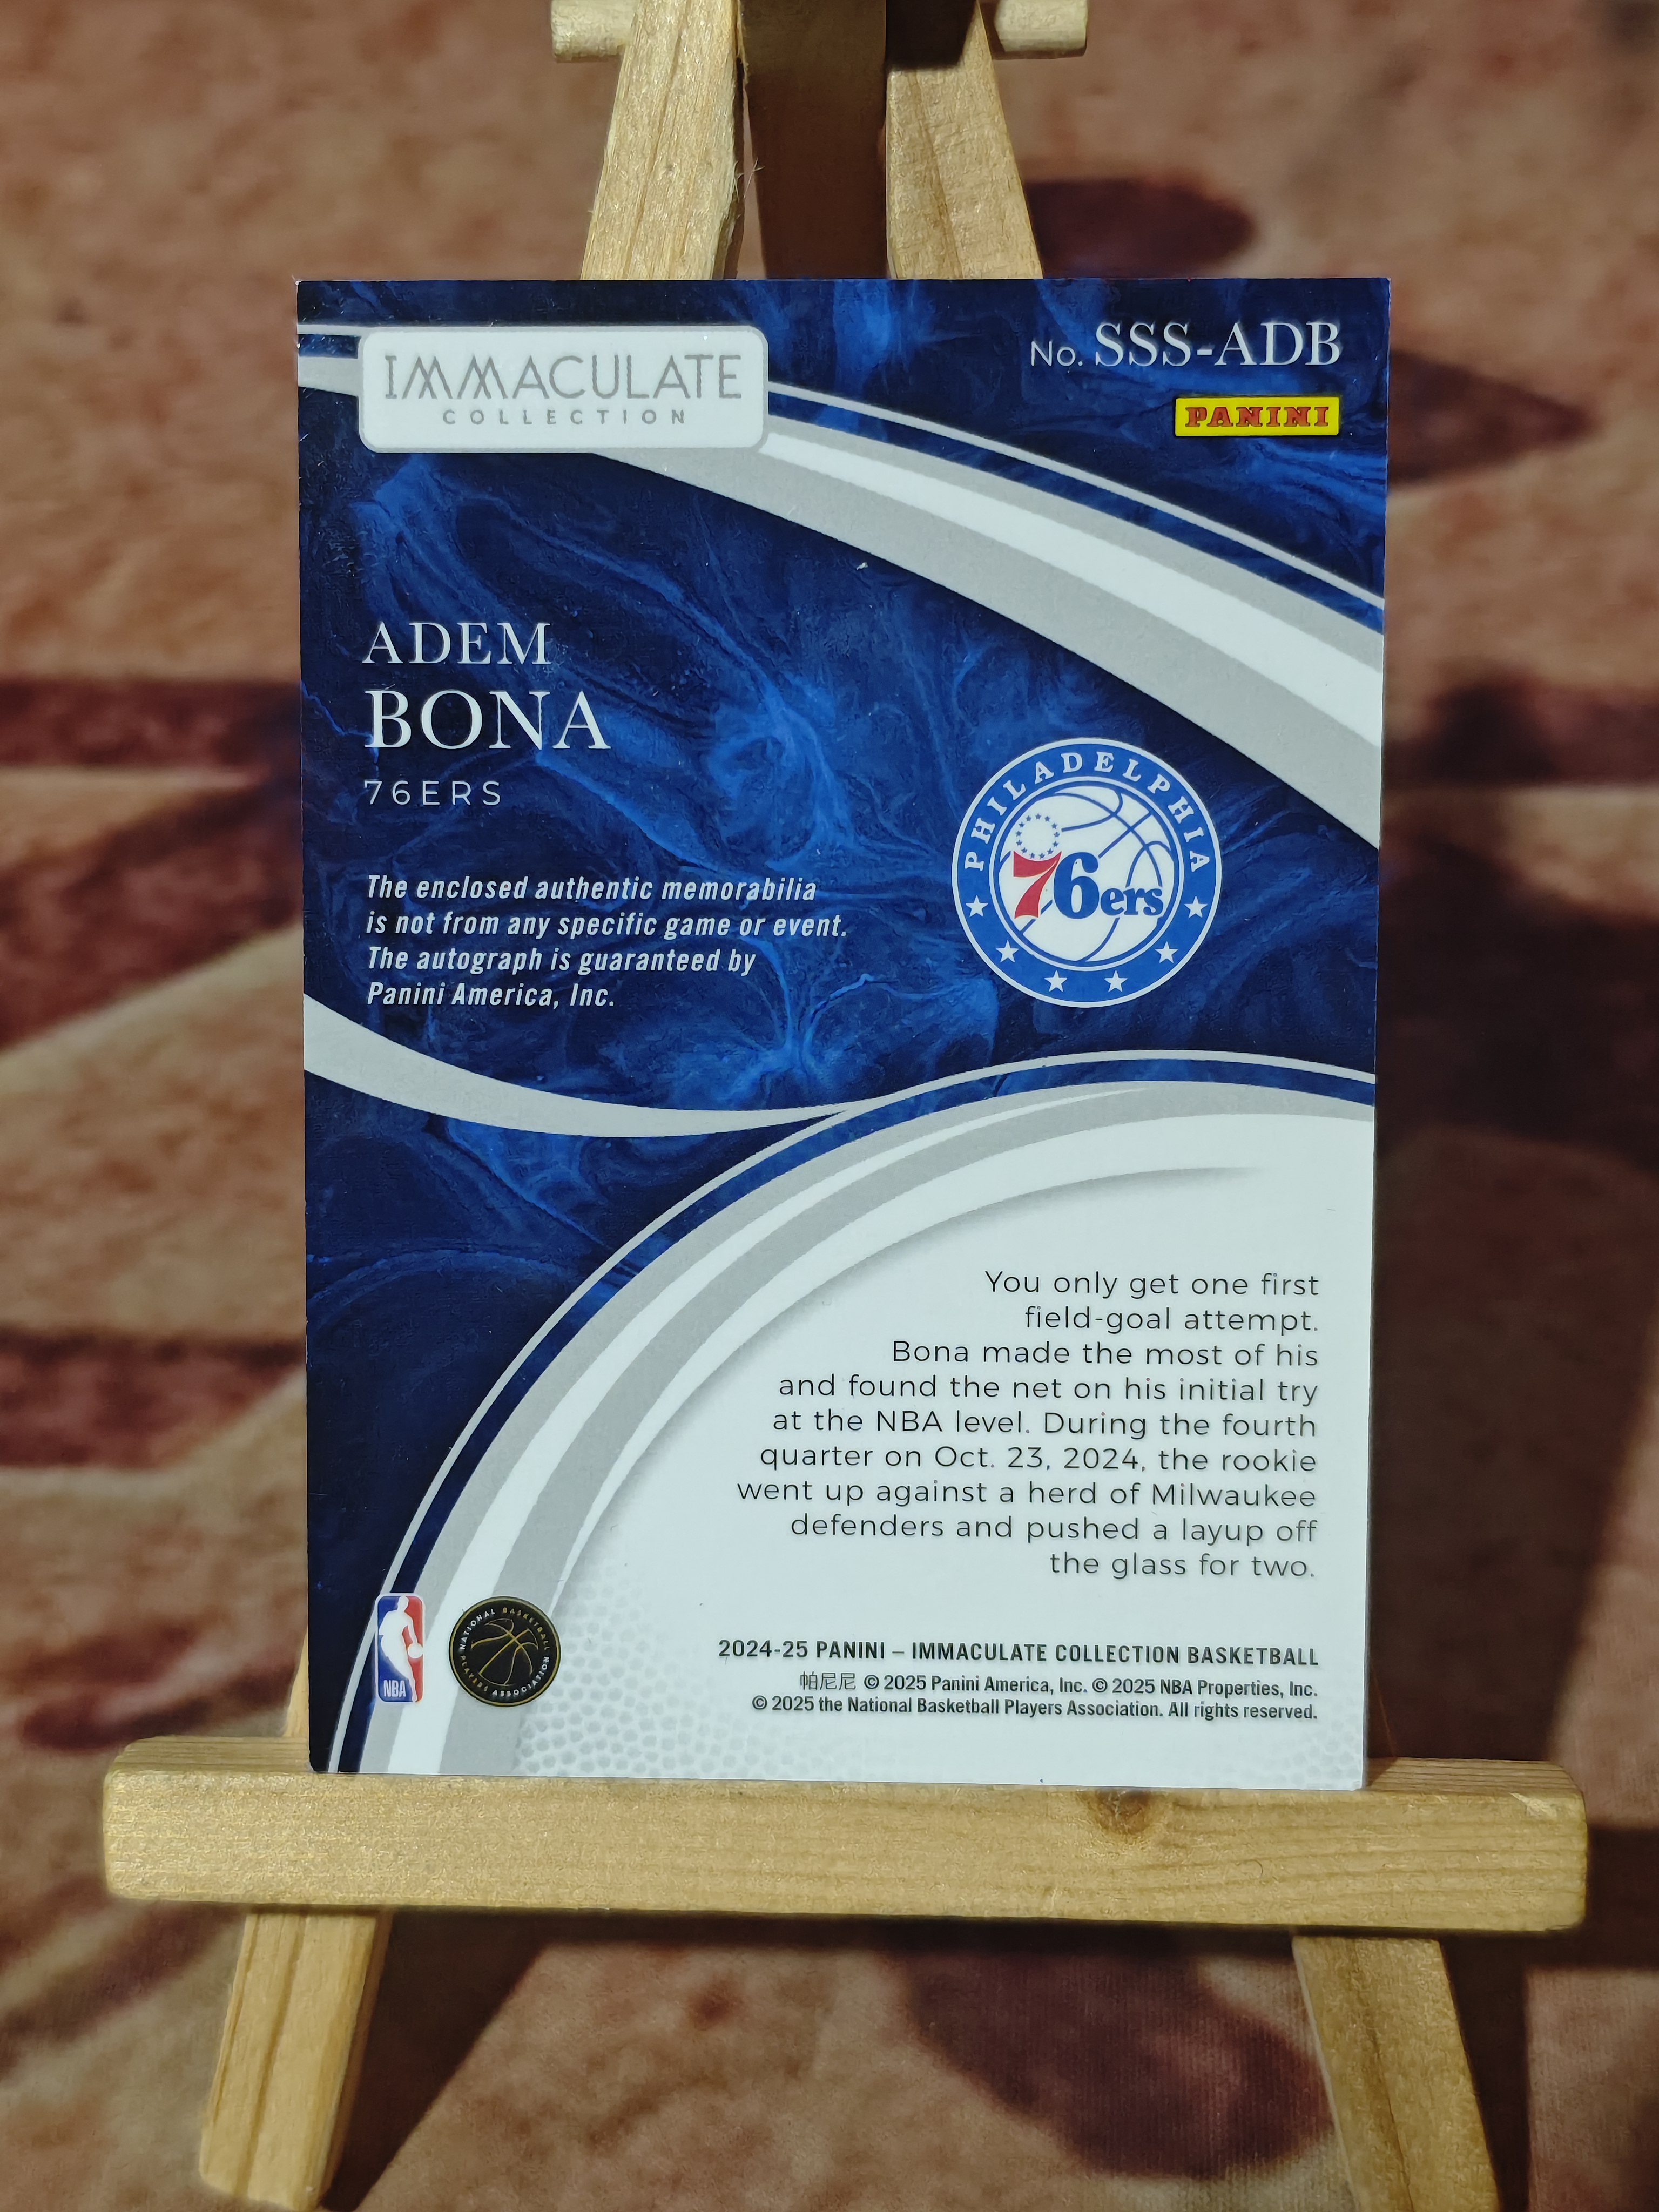 IMMACULATE
COLLECTION
No. SSS-ADB
PANINI
ADEM
BONA
76ERS
The enclosed authentic memorabilia
is not from any specific game or event.
The autograph is guaranteed by
Panini America, Inc.
PHILADELPHIA
76ers
You only get one first
field-goal attempt.
Bona made the most of his
and found the net on his initial try
at the NBA level. During the fourth
quarter on Oct. 23, 2024, the rookie
went up against a herd of Milwaukee
defenders and pushed a layup off
the glass for two.
NBA
NATIONAL BASKETBALL
PLAYERS ASSOCIATION
2024-25 PANINI – IMMACULATE COLLECTION BASKETBALL
帕尼尼 © 2025 Panini America, Inc. © 2025 NBA Properties, Inc.
© 2025 the National Basketball Players Association. All rights reserved.